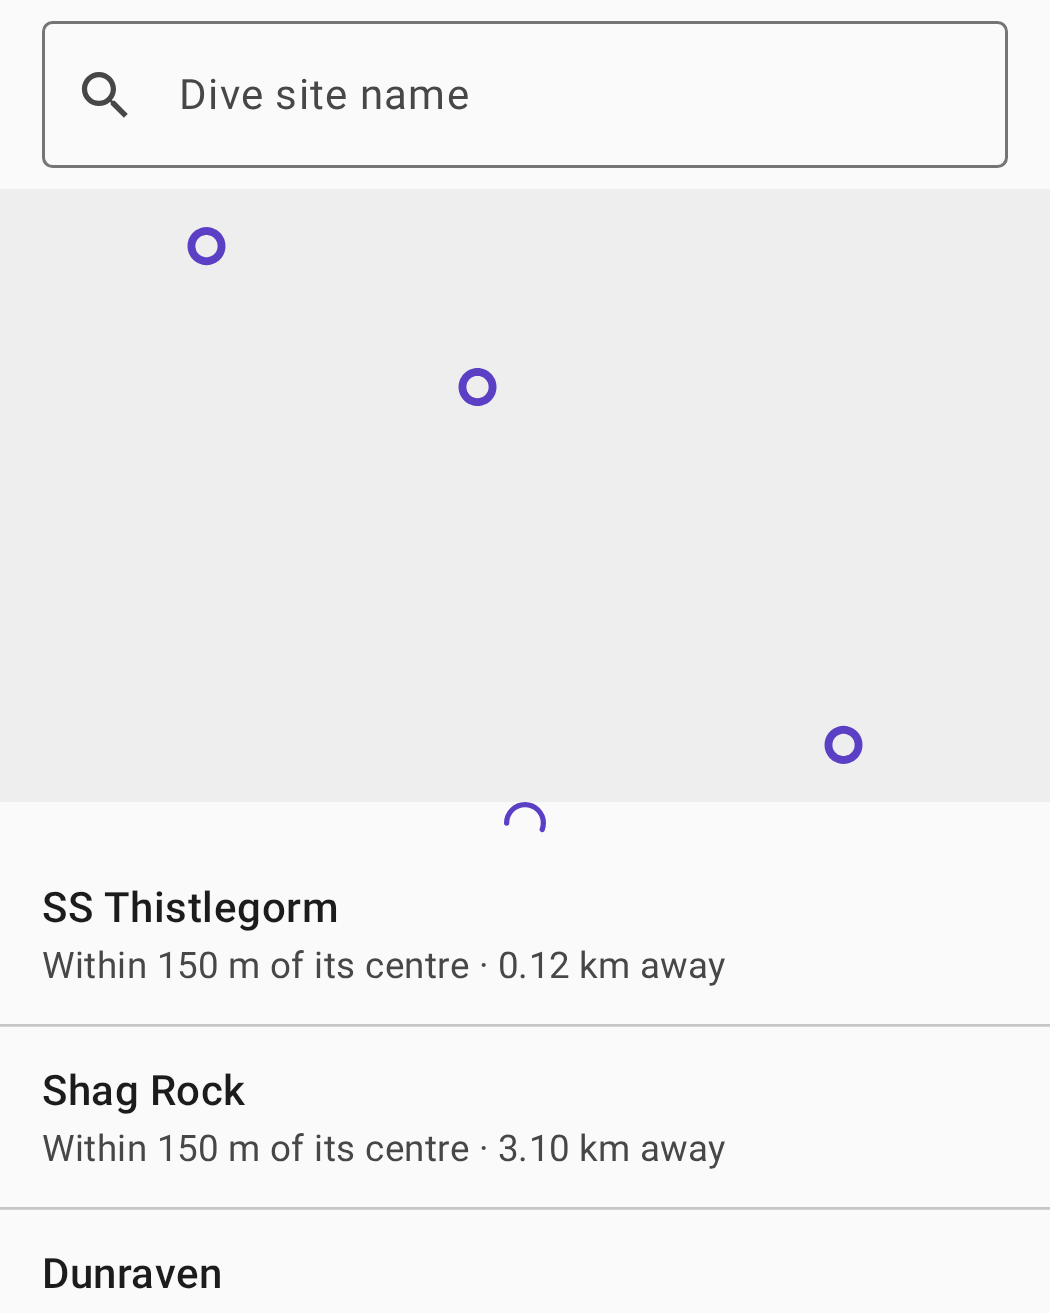 Dive site name
SS Thistlegorm
Within 150 m of its centre · 0.12 km away
Shag Rock
Within 150 m of its centre · 3.10 km away
Dunraven